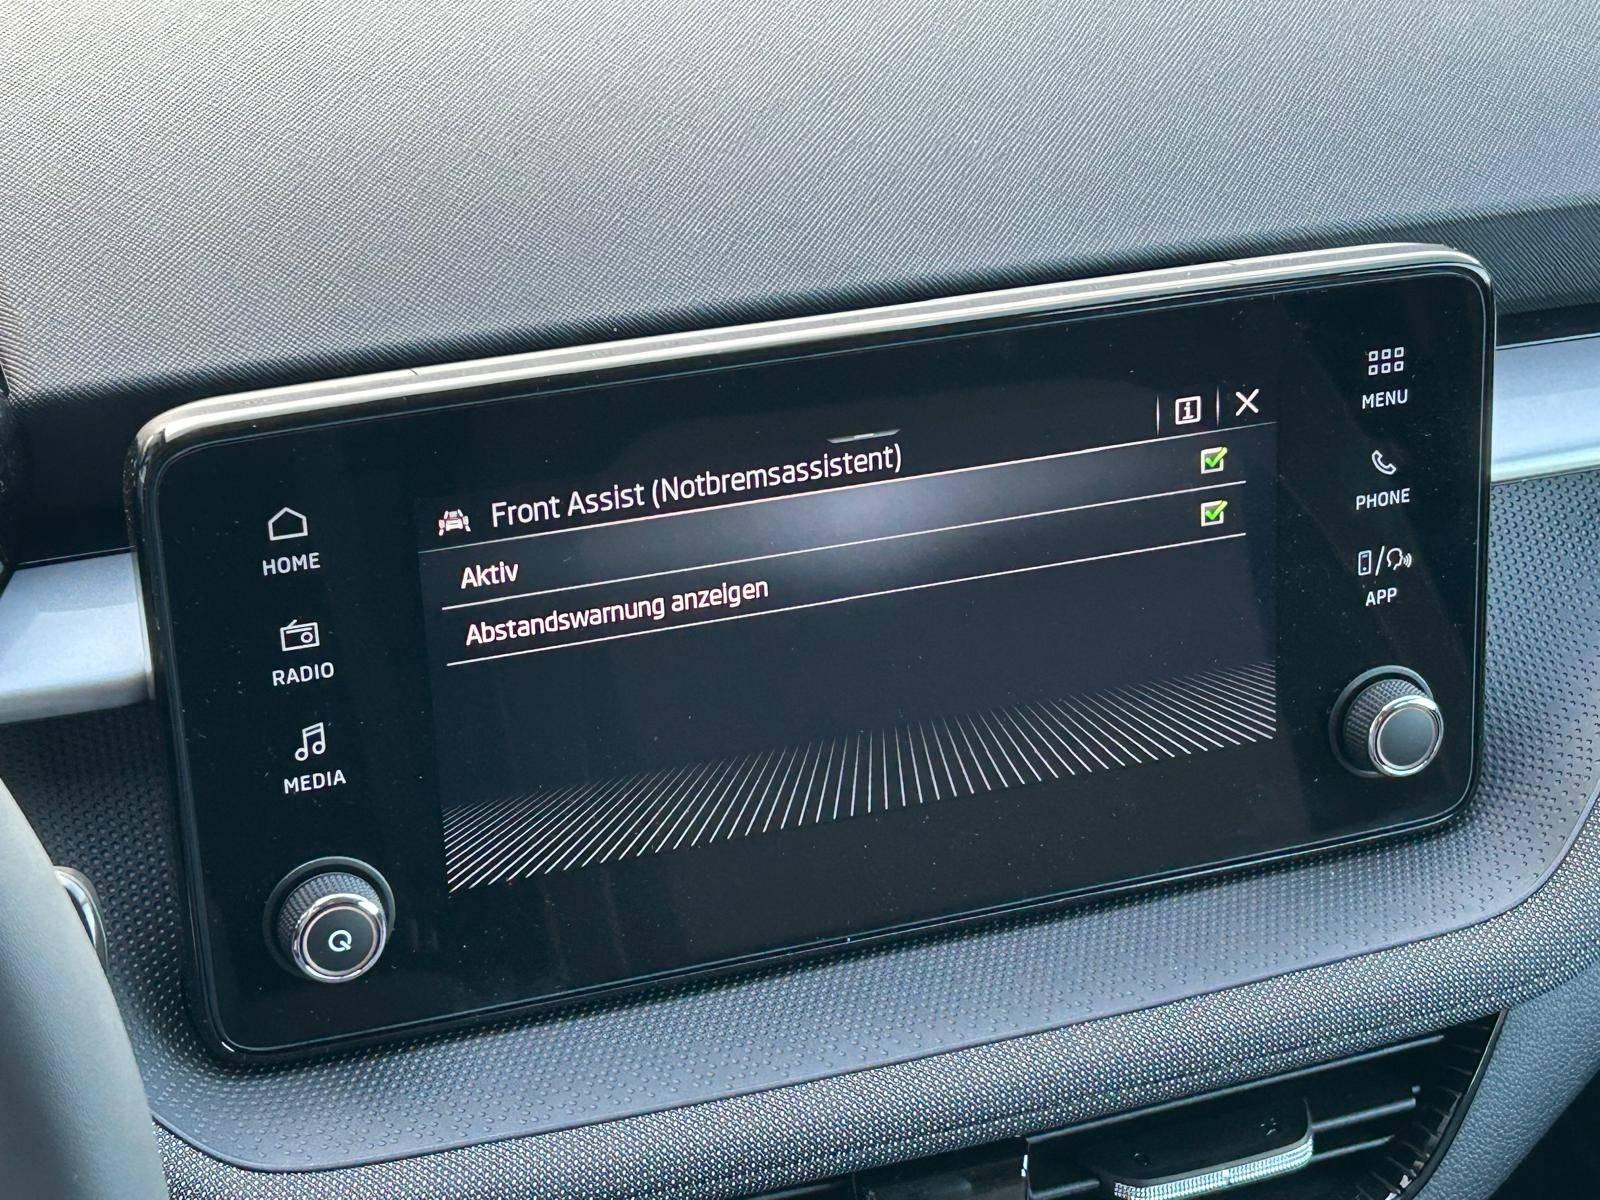 Front Assist (Notbremsassistent)
Aktiv
Abstandswarnung anzeigen
HOME
RADIO
MEDIA
MENU
PHONE
APP